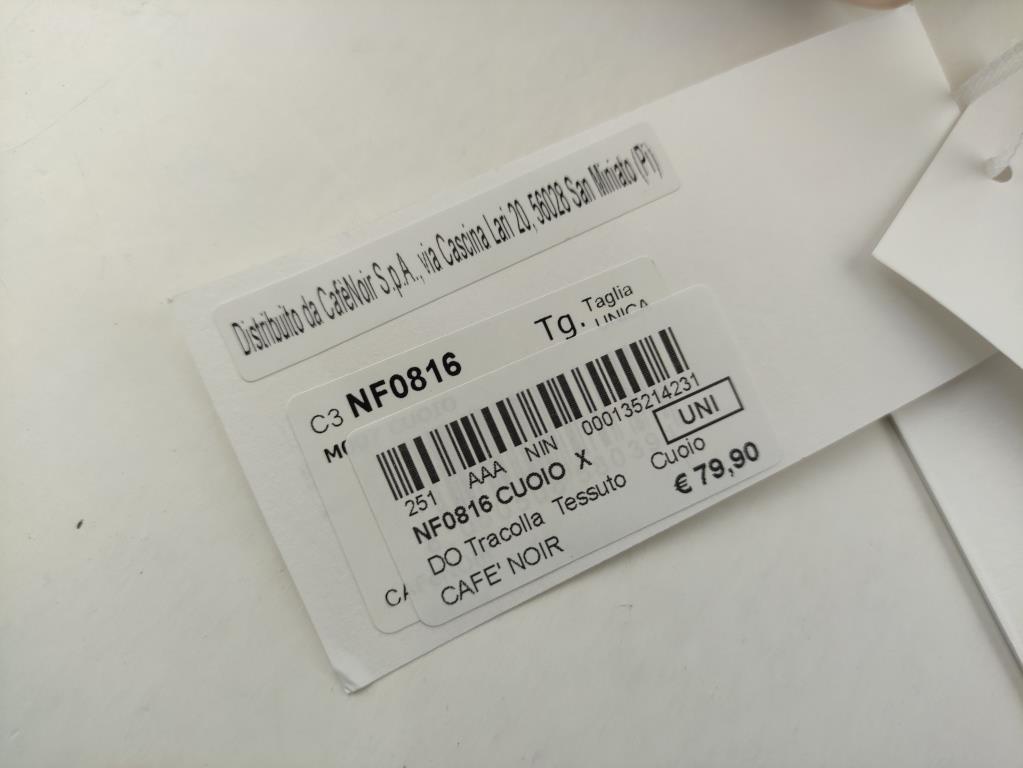 Distribuito da CafèNoir S.p.A., via Cascina Lari 20, 56028 San Miniato (Pi)
Tg. Taglia
UNICA
C3 NF0816
251 AAA NIN 000135214231
NF0816 CUOIO X
UNI
DO Tracolla Tessuto
Cuoio
CAFE' NOIR
€ 79,90